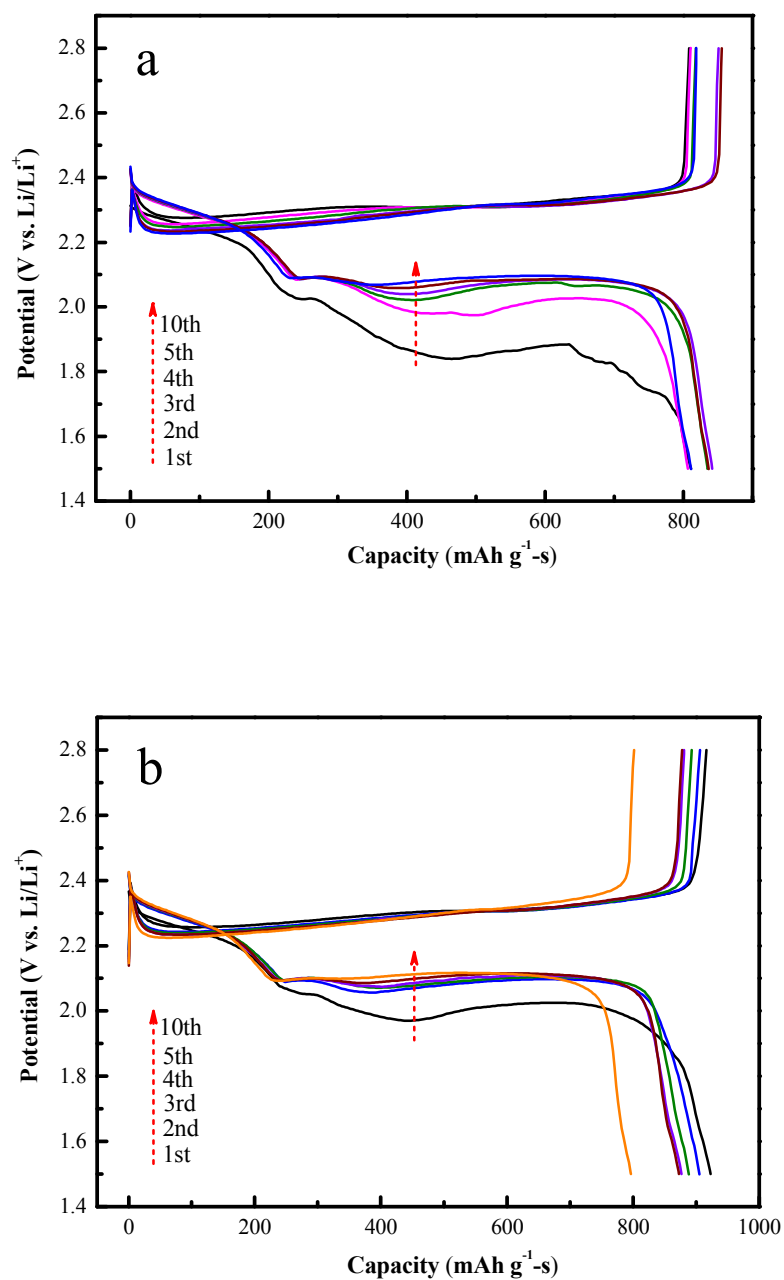 a
2.8
2.6
2.4
2.2
2.0
1.8
1.6
1.4
Potential (V vs. Li/Li⁺)
10th
5th
4th
3rd
2nd
1st
0 200 400 600 800
Capacity (mAh g⁻¹-s)
b
2.8
2.6
2.4
2.2
2.0
1.8
1.6
1.4
Potential (V vs. Li/Li⁺)
10th
5th
4th
3rd
2nd
1st
0 200 400 600 800 1000
Capacity (mAh g⁻¹-s)